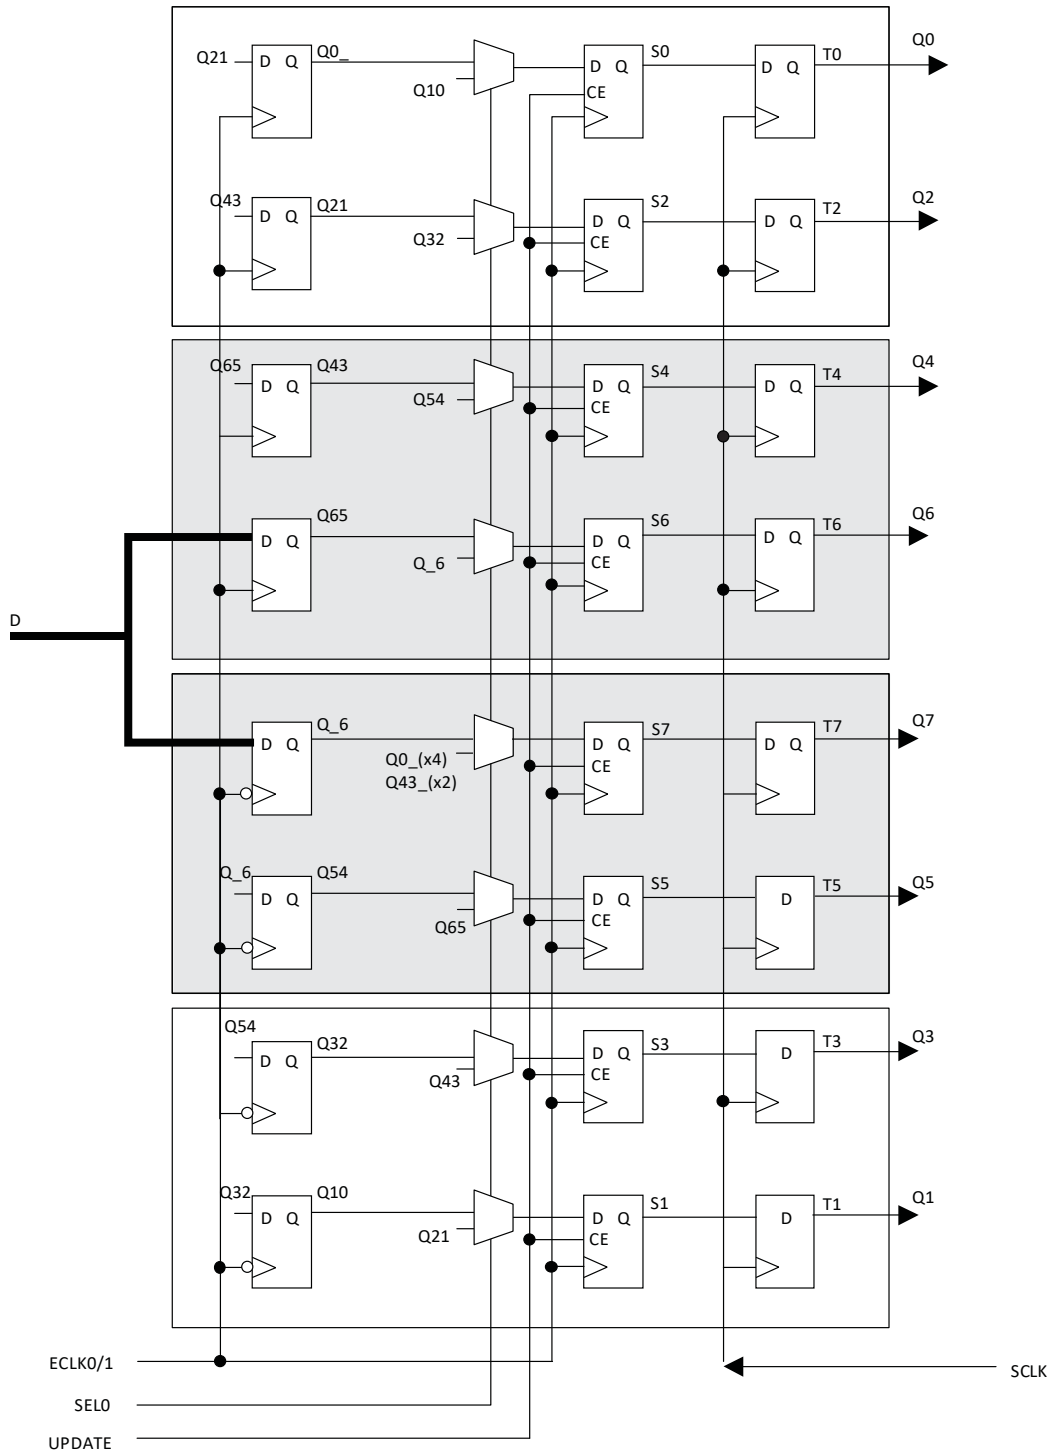 Q21 D Q Q0_ Q10 D Q CE S0 D Q T0 Q0
Q43 D Q Q21 Q32 D Q CE S2 D Q T2 Q2
Q65 D Q Q43 Q54 D Q CE S4 D Q T4 Q4
D Q Q65 Q_6 D Q CE S6 D Q T6 Q6
D
D Q Q_6 Q0_(x4) Q43_(x2) D Q CE S7 D Q T7 Q7
Q_6 D Q Q54 Q65 D Q CE S5 D T5 Q5
Q54 D Q Q32 Q43 D Q CE S3 D T3 Q3
Q32 D Q Q10 Q21 D Q CE S1 D T1 Q1
ECLK0/1 SCLK
SEL0
UPDATE